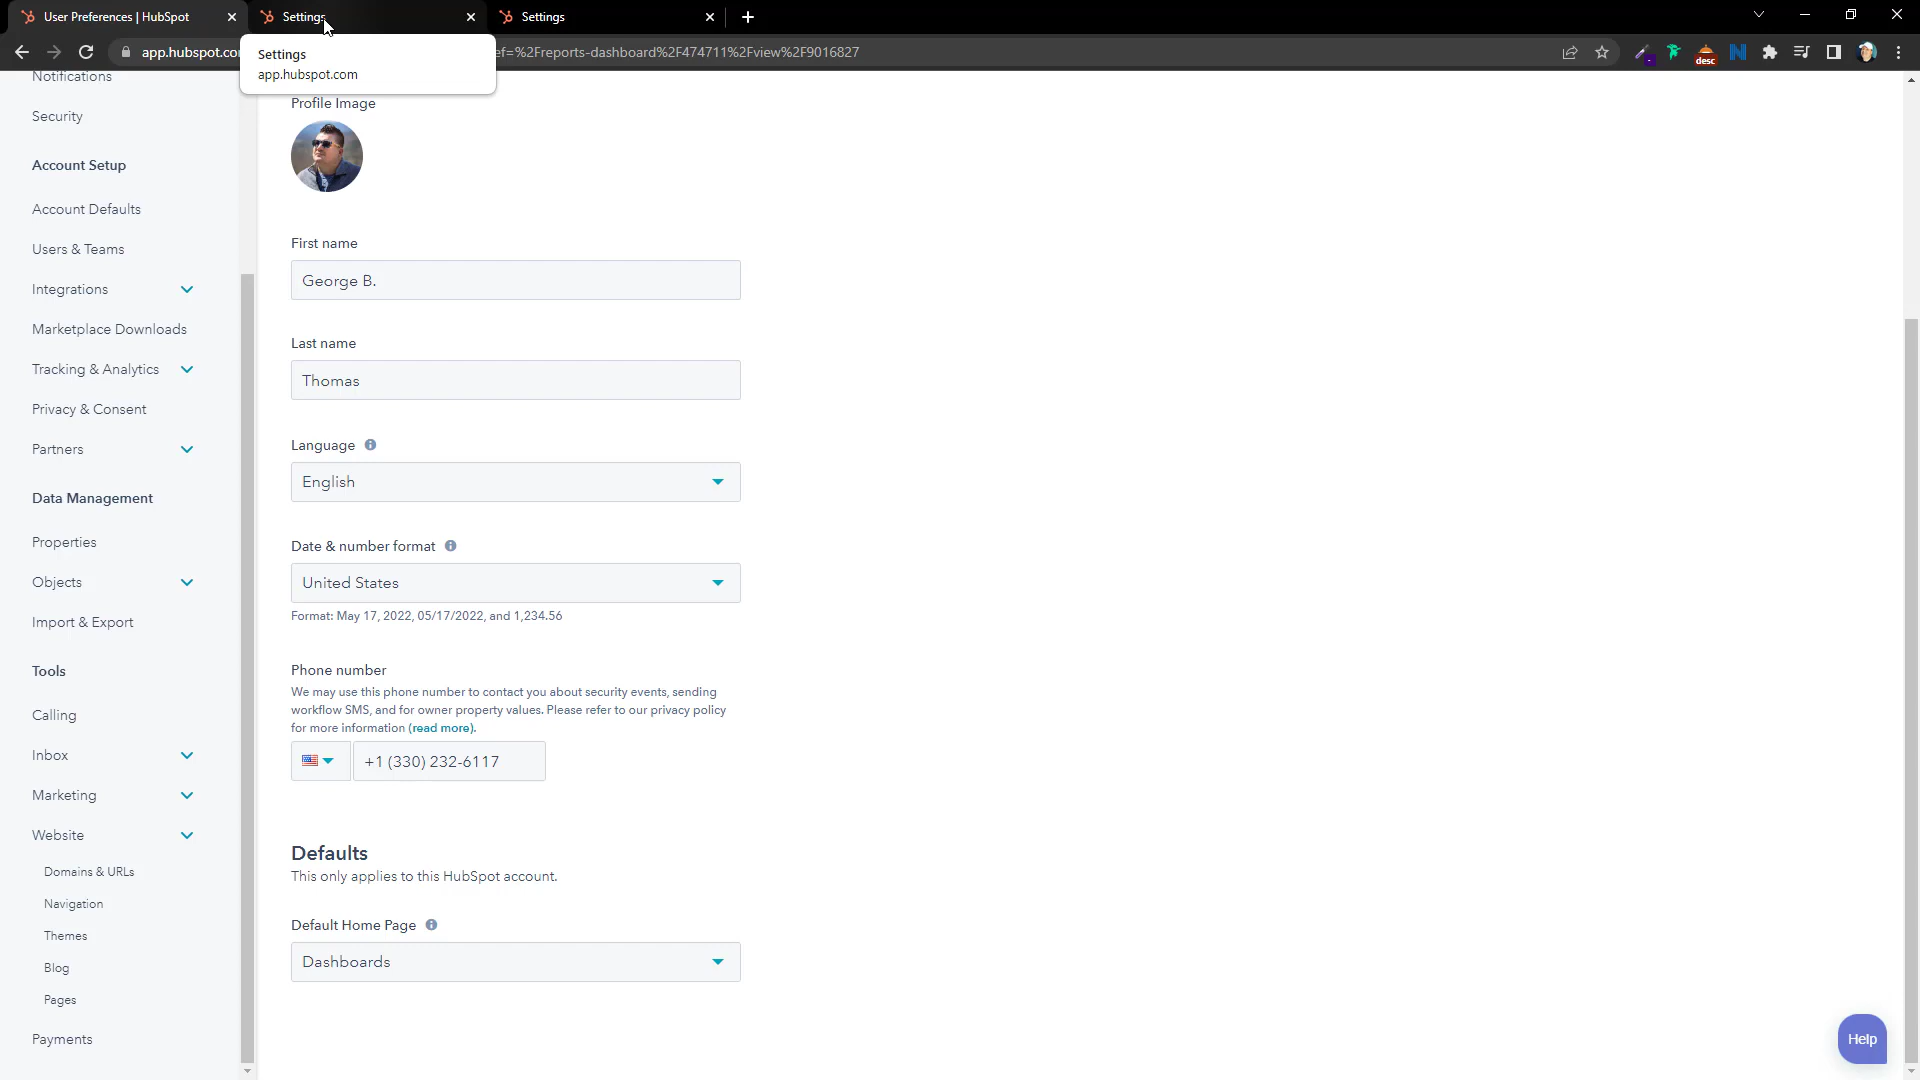 User Preferences | HubSpot
Settings
Settings
app.hubspot.co
ef=%2Freports-dashboard%2F474711%2Fview%2F9016827
desc
Settings
app.hubspot.com
Notifications
Security
Account Setup
Account Defaults
Users & Teams
Integrations
Marketplace Downloads
Tracking & Analytics
Privacy & Consent
Partners
Data Management
Properties
Objects
Import & Export
Tools
Calling
Inbox
Marketing
Website
Domains & URLs
Navigation
Themes
Blog
Pages
Payments
Profile Image
First name
George B.
Last name
Thomas
Language
English
Date & number format
United States
Format: May 17, 2022, 05/17/2022, and 1,234.56
Phone number
We may use this phone number to contact you about security events, sending
workflow SMS, and for owner property values. Please refer to our privacy policy
for more information (read more).
+1 (330) 232-6117
Defaults
This only applies to this HubSpot account.
Default Home Page
Dashboards
Help